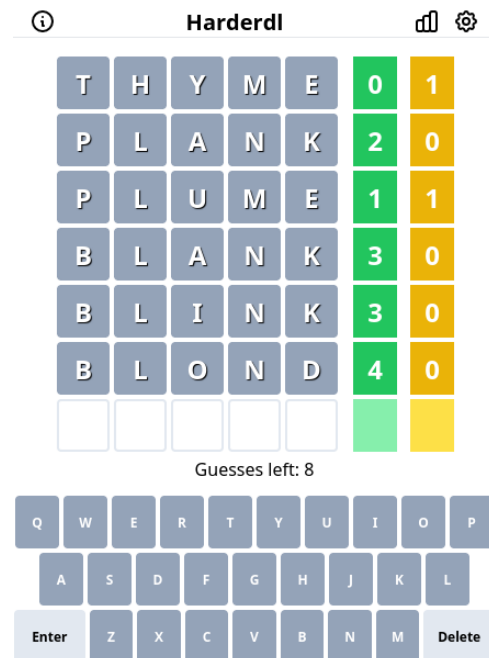 Harderdl
T H Y M E 0 1
P L A N K 2 0
P L U M E 1 1
B L A N K 3 0
B L I N K 3 0
B L O N D 4 0
Guesses left: 8
Q W E R T Y U I O P
A S D F G H J K L
Enter Z X C V B N M Delete